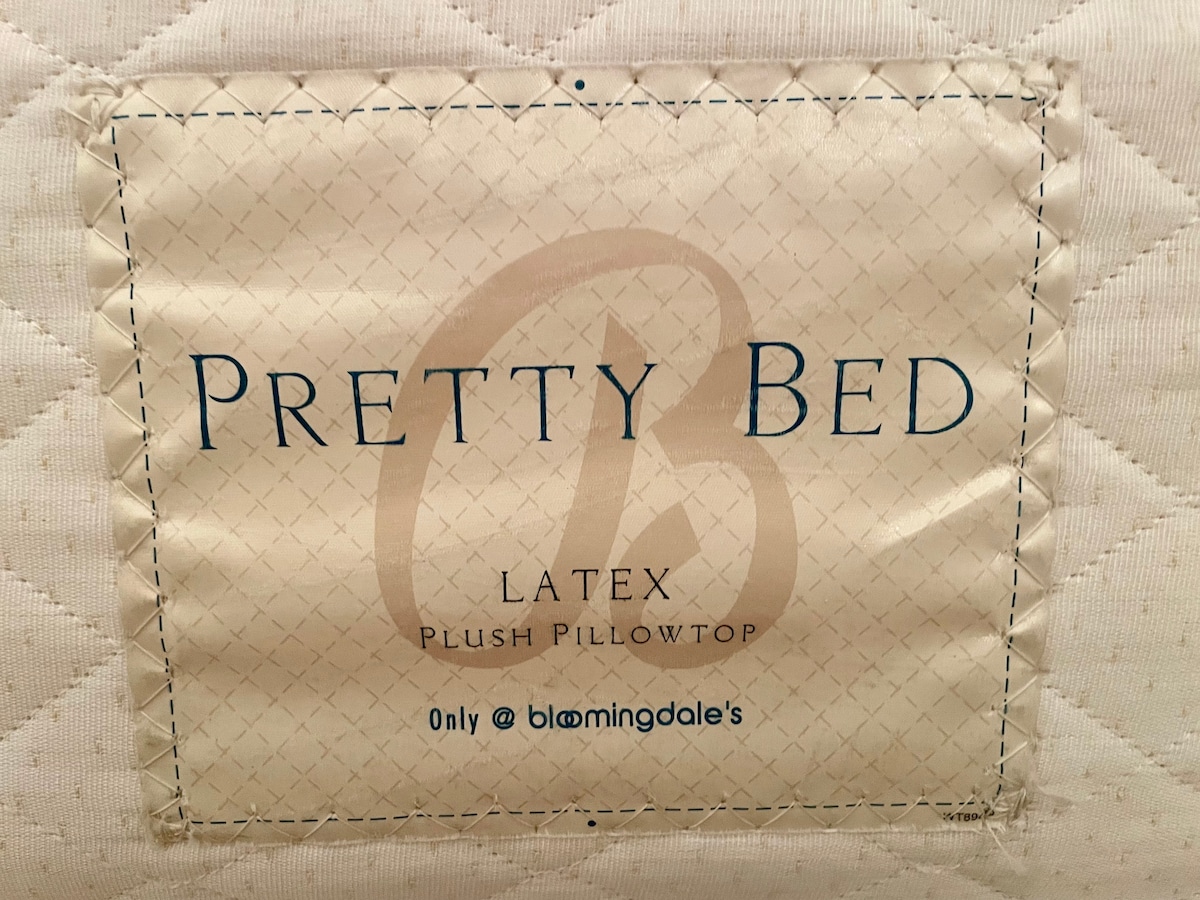 B
PRETTY BED
LATEX
PLUSH PILLOWTOP
Only @ bloomingdale's